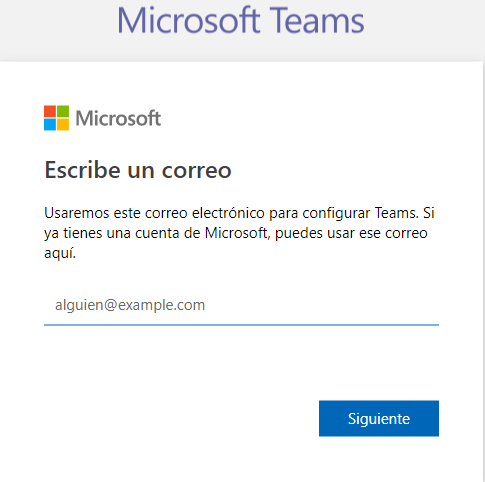 Microsoft Teams
Microsoft
Escribe un correo
Usaremos este correo electrónico para configurar Teams. Si
ya tienes una cuenta de Microsoft, puedes usar ese correo
aquí.
alguien@example.com
Siguiente